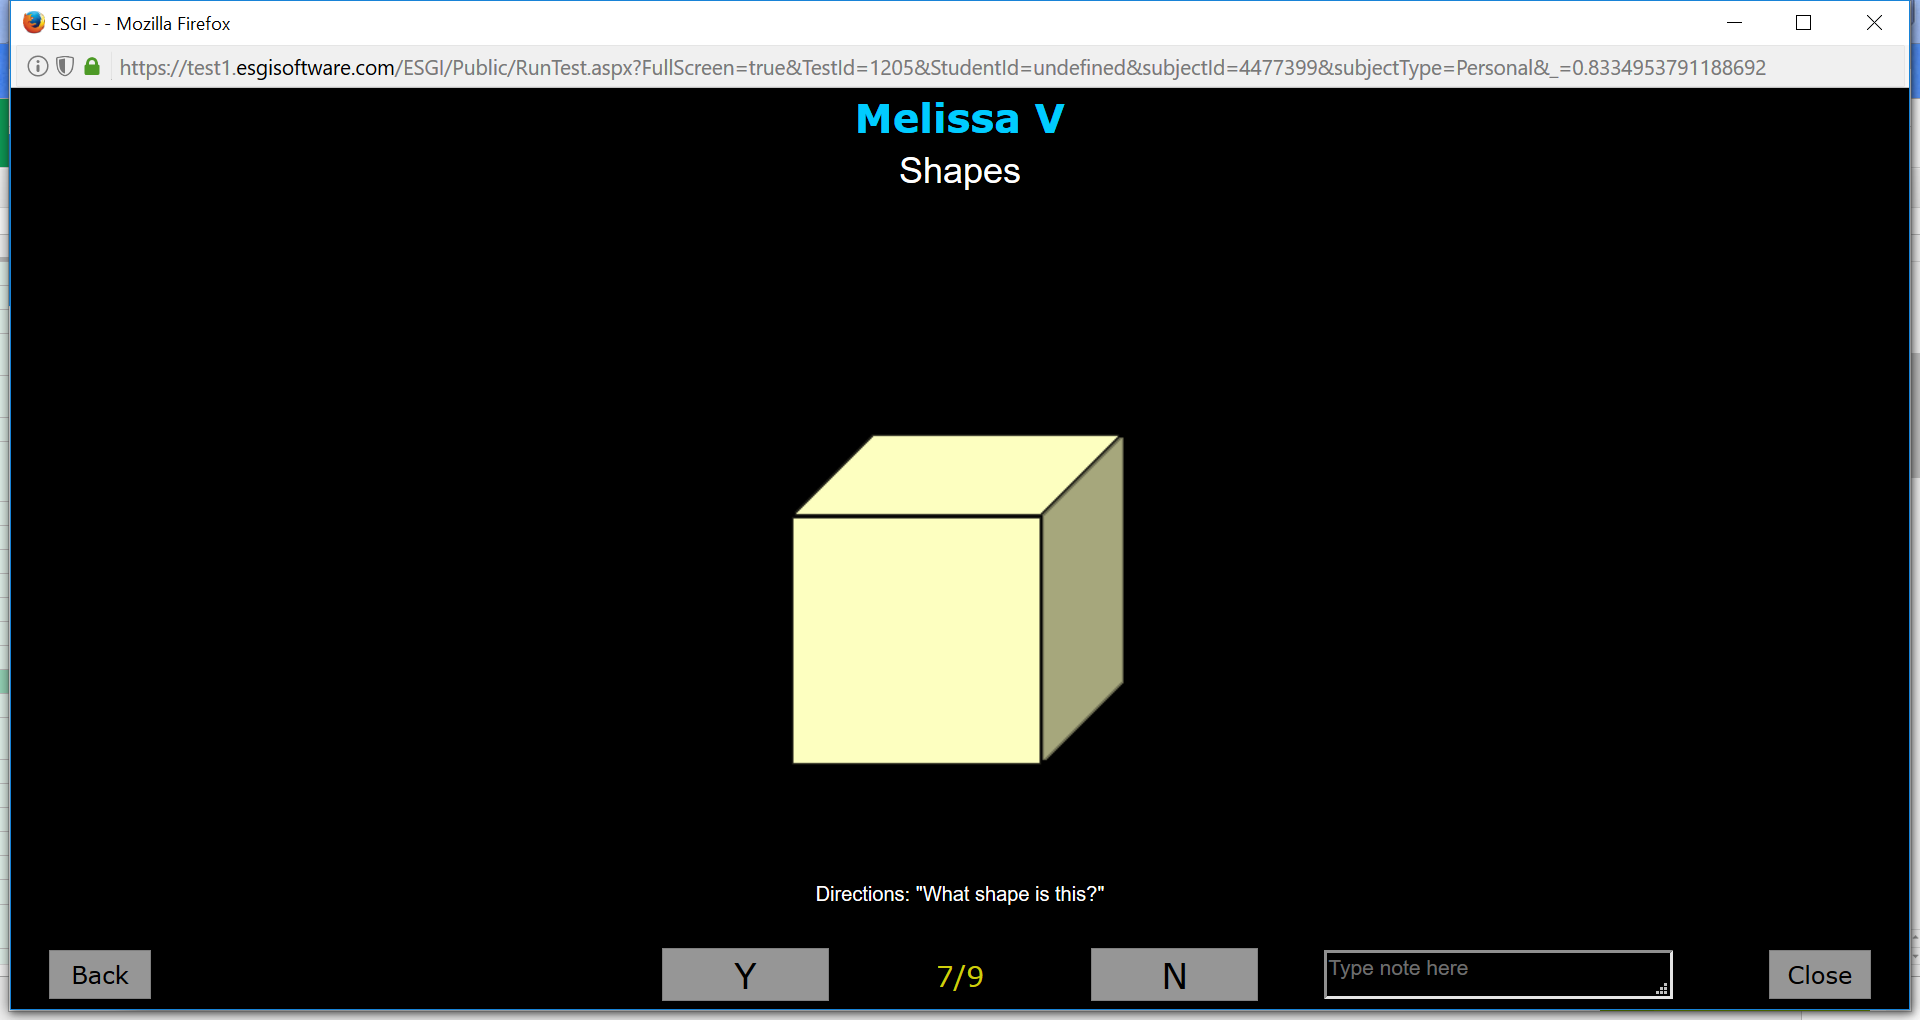 ESGI - - Mozilla Firefox
https://test1.esgisoftware.com/ESGI/Public/RunTest.aspx?FullScreen=true&TestId=1205&StudentId=undefined&subjectId=4477399&subjectType=Personal&_=0.8334953791188692
Melissa V
Shapes
Directions: "What shape is this?"
Back
Y
7/9
N
Type note here
Close